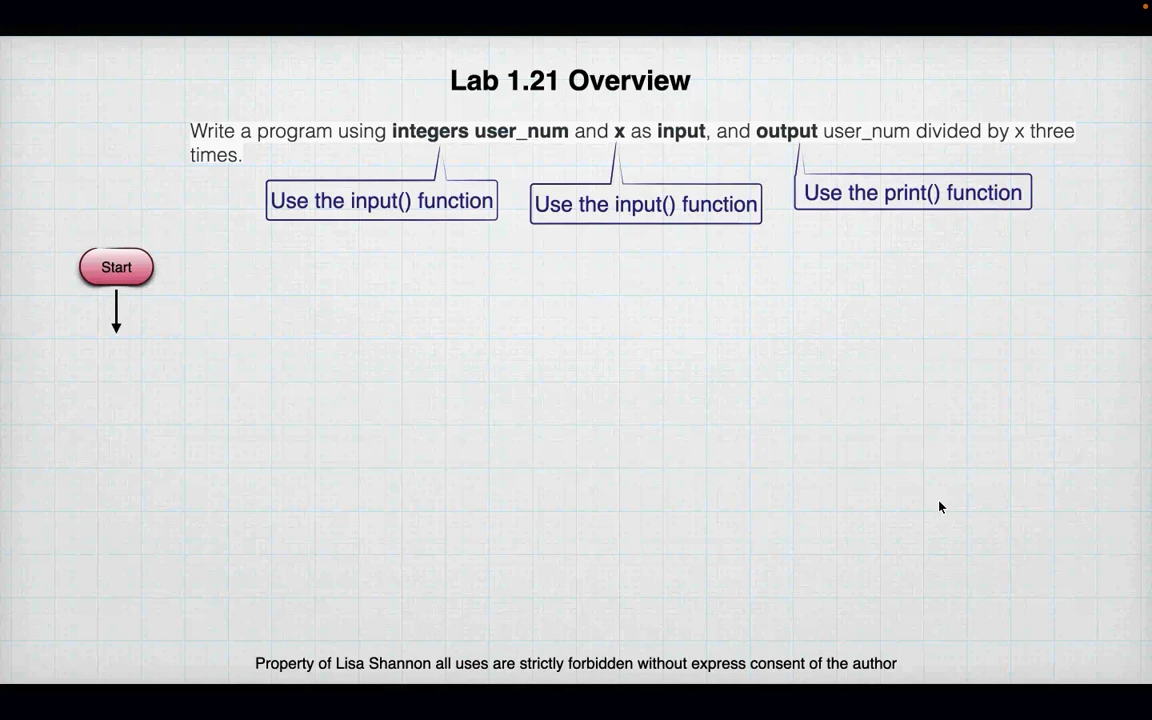 Lab 1.21 Overview
Write a program using integers user_num and x as input, and output user_num divided by x three
times.
Use the input() function
Use the input() function
Use the print() function
Start
Property of Lisa Shannon all uses are strictly forbidden without express consent of the author